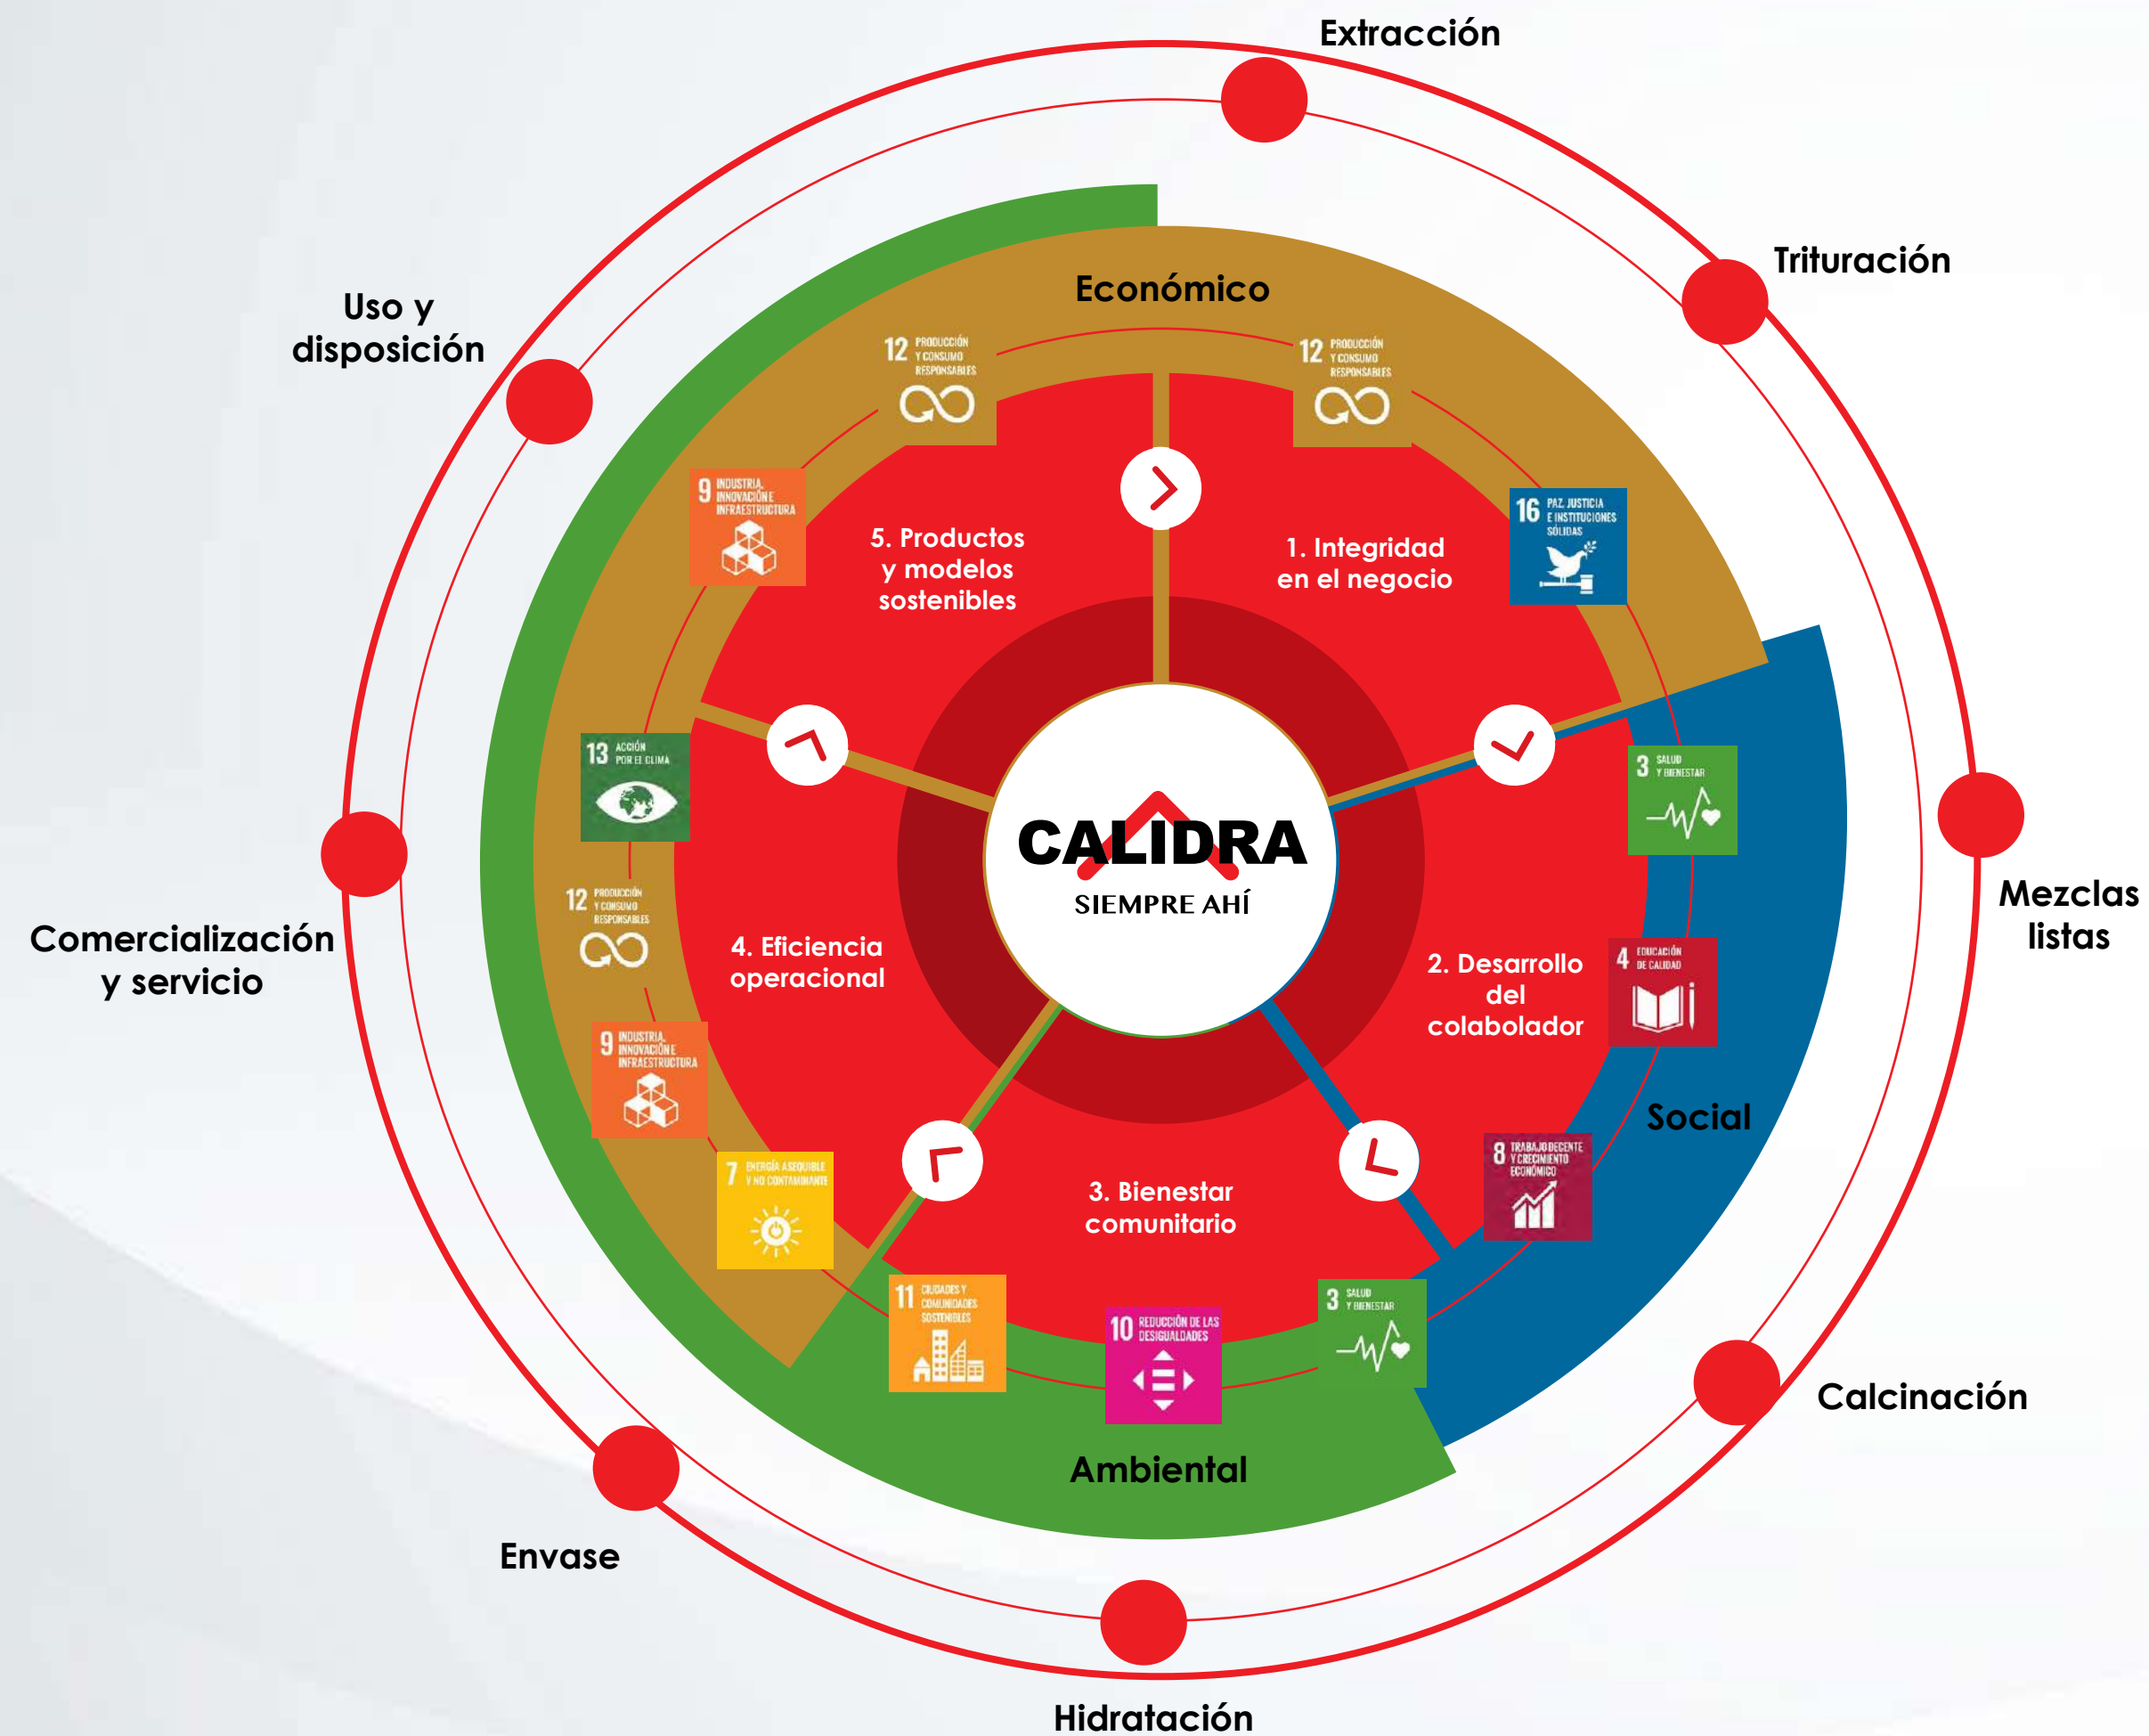 Extracción
Trituración
Mezclas
listas
Calcinación
Hidratación
Envase
Comercialización
y servicio
Uso y
disposición
Económico
12 PRODUCCIÓN
Y CONSUMO
RESPONSABLES
12 PRODUCCIÓN
Y CONSUMO
RESPONSABLES
16 PAZ, JUSTICIA
E INSTITUCIONES
SÓLIDAS
9 INDUSTRIA,
INNOVACIÓN E
INFRAESTRUCTURA
5. Productos
y modelos
sostenibles
1. Integridad
en el negocio
13 ACCIÓN
POR EL CLIMA
3 SALUD
Y BIENESTAR
CALIDRA
SIEMPRE AHÍ
12 PRODUCCIÓN
Y CONSUMO
RESPONSABLES
4. Eficiencia
operacional
2. Desarrollo
del
colabolador
4 EDUCACIÓN
DE CALIDAD
9 INDUSTRIA,
INNOVACIÓN E
INFRAESTRUCTURA
Social
7 ENERGÍA ASEQUIBLE
Y NO CONTAMINANTE
3. Bienestar
comunitario
8 TRABAJO DECENTE
Y CRECIMIENTO
ECONÓMICO
11 CIUDADES Y
COMUNIDADES
SOSTENIBLES
10 REDUCCIÓN DE LAS
DESIGUALDADES
3 SALUD
Y BIENESTAR
Ambiental